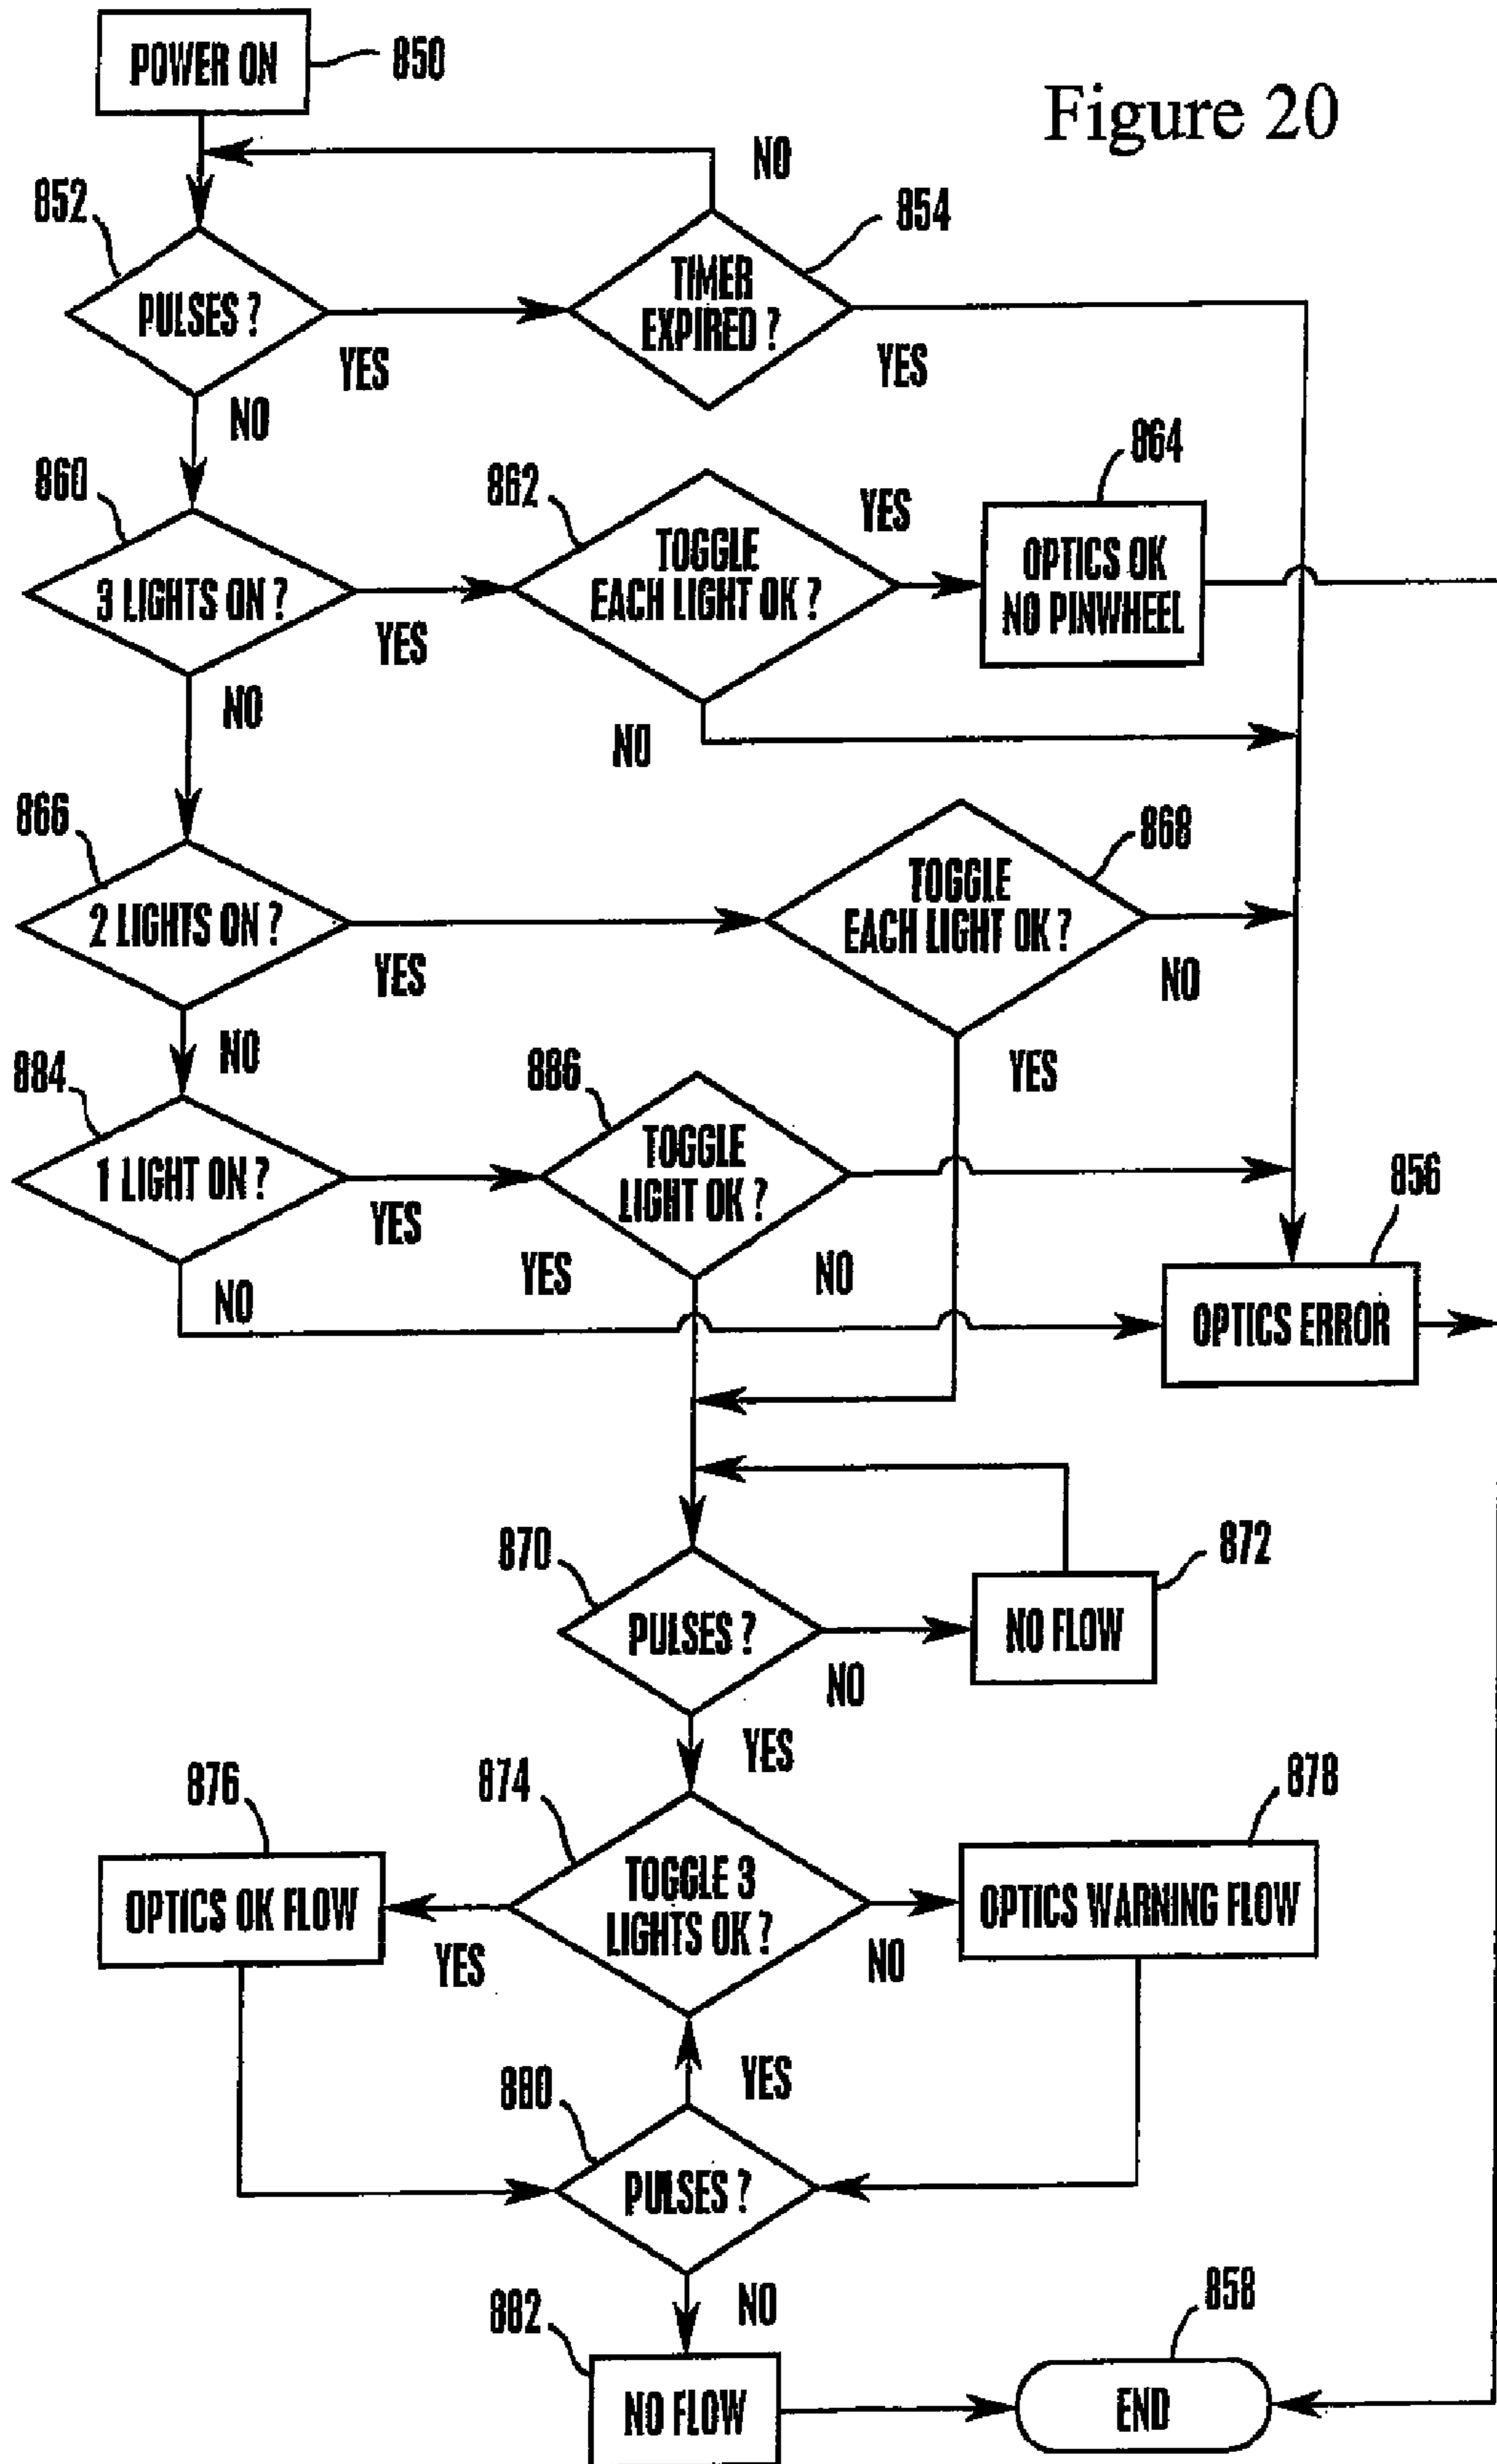 POWER ON
850
Figure 20
NO
852
854
PULSES ?
TIMER
EXPIRED ?
YES
YES
NO
860
862
864
YES
3 LIGHTS ON ?
TOGGLE
EACH LIGHT OK ?
OPTICS OK
NO PINWHEEL
YES
NO
NO
866
868
2 LIGHTS ON ?
TOGGLE
EACH LIGHT OK ?
YES
NO
NO
YES
884
886
1 LIGHT ON ?
TOGGLE
LIGHT OK ?
856
YES
YES
NO
NO
OPTICS ERROR
870
872
PULSES ?
NO FLOW
NO
YES
876
874
878
OPTICS OK FLOW
TOGGLE 3
LIGHTS OK ?
OPTICS WARNING FLOW
YES
NO
YES
880
PULSES ?
NO
882
858
NO FLOW
END